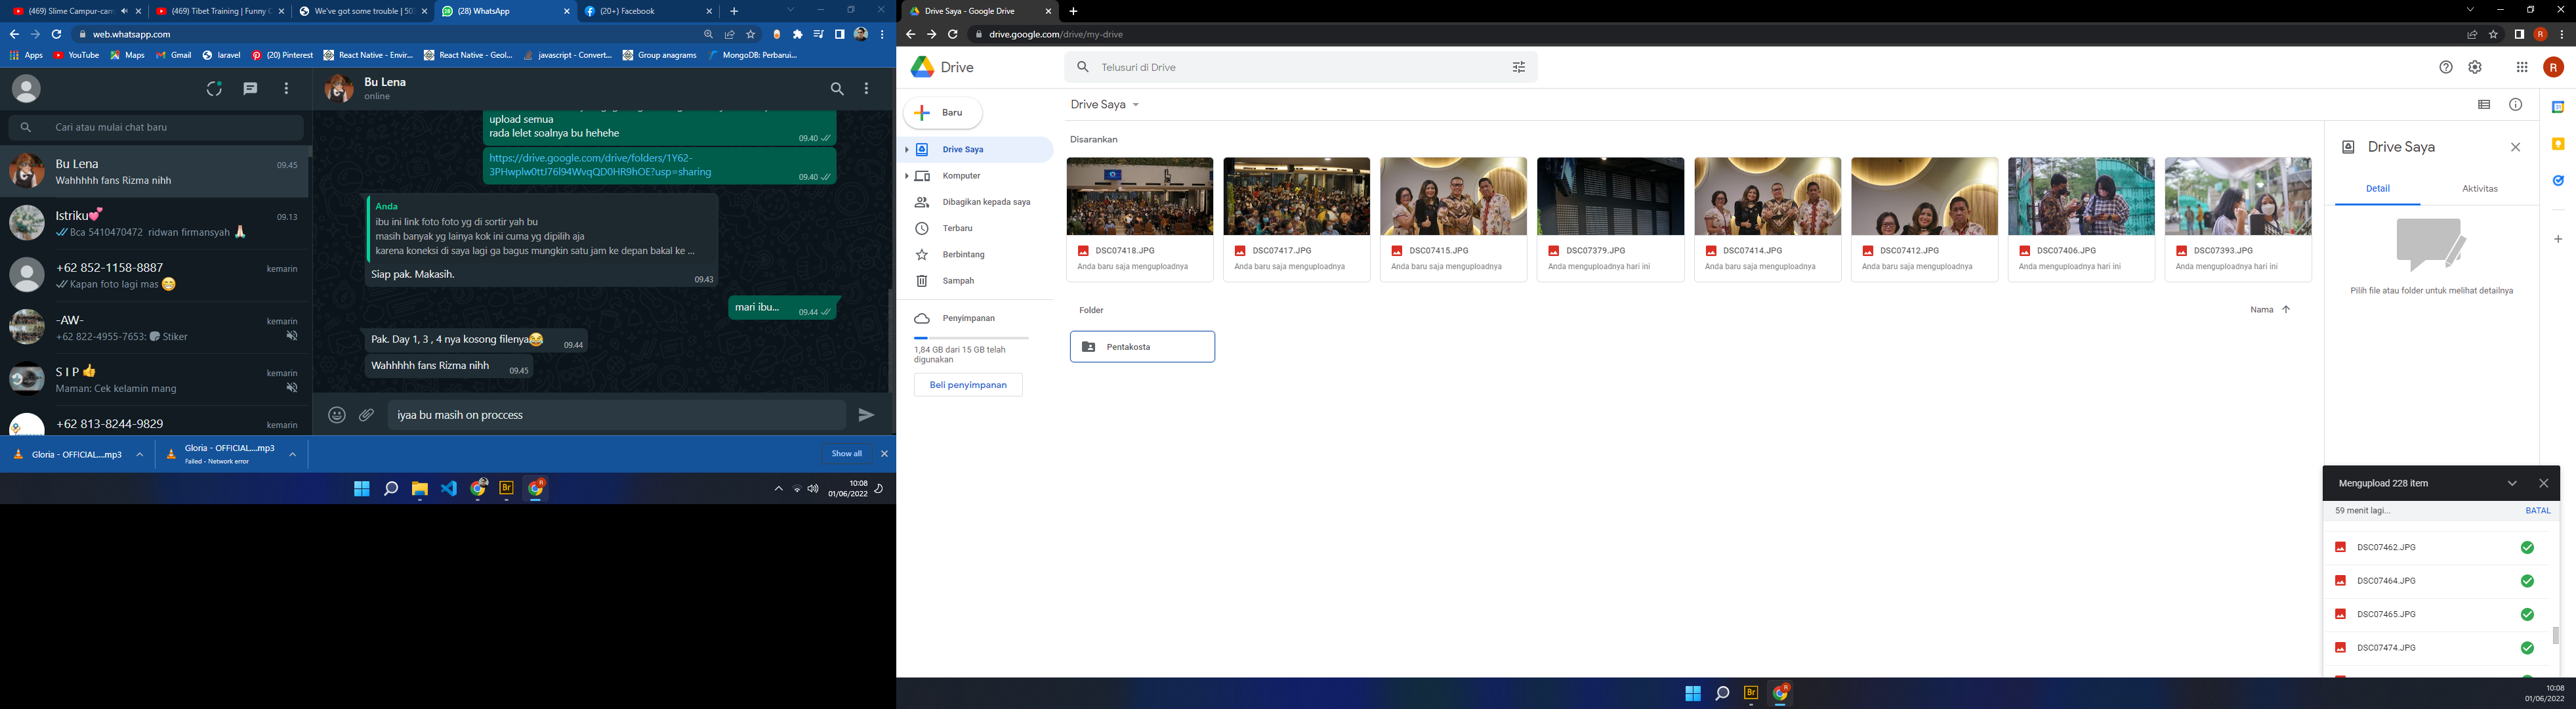 (469) Slime Campur-cam
(469) Tibet Training | Funny C
We've got some trouble | 50
(28) WhatsApp
(20+) Facebook
web.whatsapp.com
Apps
YouTube
Maps
Gmail
laravel
(20) Pinterest
React Native - Envir...
React Native - Geol...
javascript - Convert...
Group anagrams
MongoDB: Perbarui...
Cari atau mulai chat baru
Bu Lena
09.45
Wahhhhh fans Rizma nihh
Istriku💕
09.13
Bca 5410470472 ridwan firmansyah 🙏🏻
+62 852-1158-8887
kemarin
Kapan foto lagi mas 😁
-AW-
kemarin
+62 822-4955-7653: Stiker
S I P 👍
kemarin
Maman: Cek kelamin mang
+62 813-8244-9829
kemarin
Bu Lena
online
upload semua
rada lelet soalnya bu hehehe
09.40
https://drive.google.com/drive/folders/1Y62-
3PHwplw0ttJ76l94WvqQD0HR9hOE?usp=sharing
09.40
Anda
ibu ini link foto foto yg di sortir yah bu
masih banyak yg lainya kok ini cuma yg dipilih aja
karena koneksi di saya lagi ga bagus mungkin satu jam ke depan bakal ke ...
Siap pak. Makasih.
09.43
mari ibu...
09.44
Pak. Day 1, 3 , 4 nya kosong filenya😂
09.44
Wahhhhh fans Rizma nihh
09.45
iyaa bu masih on proccess
Gloria - OFFICIAL....mp3
Gloria - OFFICIAL....mp3
Failed - Network error
Show all
Br
10:08
01/06/2022
Drive Saya - Google Drive
drive.google.com/drive/my-drive
R
Drive
Telusuri di Drive
R
Baru
Drive Saya
Komputer
Dibagikan kepada saya
Terbaru
Berbintang
Sampah
Penyimpanan
1,84 GB dari 15 GB telah
digunakan
Beli penyimpanan
Drive Saya
Disarankan
DSC07418.JPG
Anda baru saja menguploadnya
DSC07417.JPG
Anda baru saja menguploadnya
DSC07415.JPG
Anda baru saja menguploadnya
DSC07379.JPG
Anda menguploadnya hari ini
DSC07414.JPG
Anda baru saja menguploadnya
DSC07412.JPG
Anda baru saja menguploadnya
DSC07406.JPG
Anda menguploadnya hari ini
DSC07393.JPG
Anda menguploadnya hari ini
Folder
Nama
Pentakosta
Drive Saya
Detail
Aktivitas
Pilih file atau folder untuk melihat detailnya
Mengupload 228 item
59 menit lagi...
BATAL
DSC07462.JPG
DSC07464.JPG
DSC07465.JPG
DSC07474.JPG
Br
10:08
01/06/2022